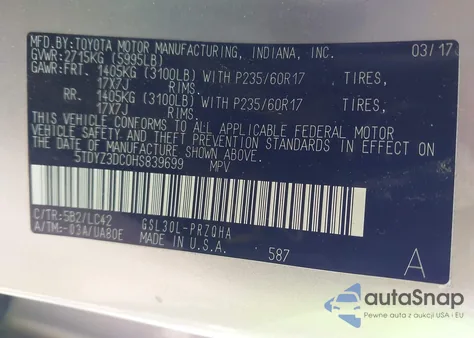 MFD.BY:TOYOTA MOTOR MANUFACTURING, INDIANA, INC. 03/17
GVWR:2715KG (5995LB)
GAWR:FRT. 1405KG (3100LB) WITH P235/60R17 TIRES,
17X7J RIMS.
RR. 1405KG (3100LB) WITH P235/60R17 TIRES,
17X7J RIMS.
THIS VEHICLE CONFORMS TO ALL APPLICABLE FEDERAL MOTOR
VEHICLE SAFETY AND THEFT PREVENTION STANDARDS IN EFFECT ON
THE DATE OF MANUFACTURE SHOWN ABOVE.
5TDYZ3DC0HS839699 MPV
C/TR:5B2/LC42 GSL30L-PRZQHA
A/TM:-03A/UA80E MADE IN U.S.A. 587 A
autoSnap
Pewne auta z aukcji USA i EU